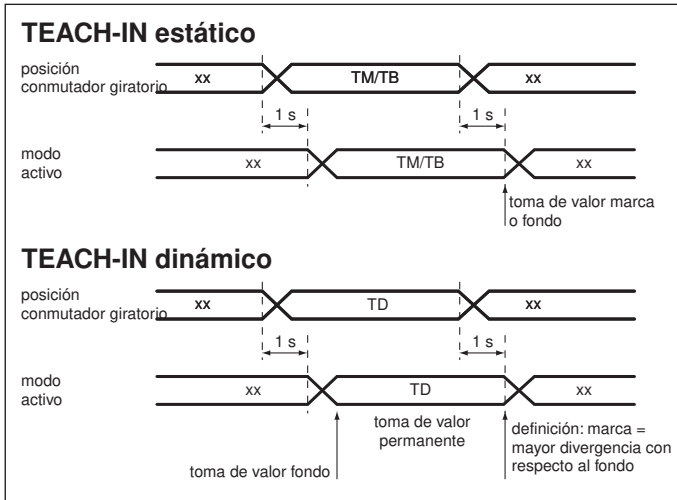 TEACH-IN estático
posición
conmutador giratorio
xx TM/TB xx
1 s 1 s
modo
activo
xx TM/TB xx
toma de valor marca
o fondo
TEACH-IN dinámico
posición
conmutador giratorio
xx TD xx
1 s 1 s
modo
activo
xx TD xx
toma de valor
permanente
definición: marca =
mayor divergencia con
respecto al fondo
toma de valor fondo